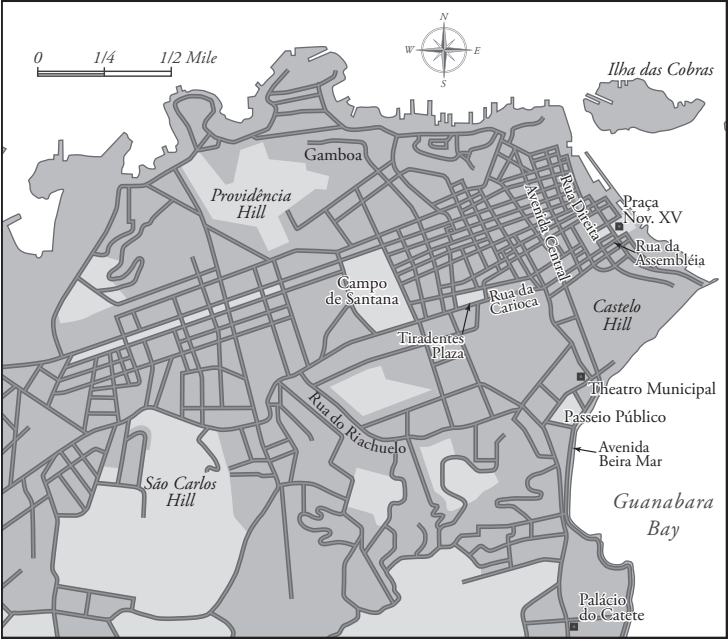 N
W E
S
0 1/4 1/2 Mile
Ilha das Cobras
Gamboa
Providência
Hill
Avenida Central
Rua Direita
Praça
Nov. XV
Rua da
Assembléia
Campo
de Santana
Rua da
Carioca
Castelo
Hill
Tiradentes
Plaza
Theatro Municipal
Rua do Riachuelo
Passeio Público
Avenida
Beira Mar
São Carlos
Hill
Guanabara
Bay
Palácio
do Catete